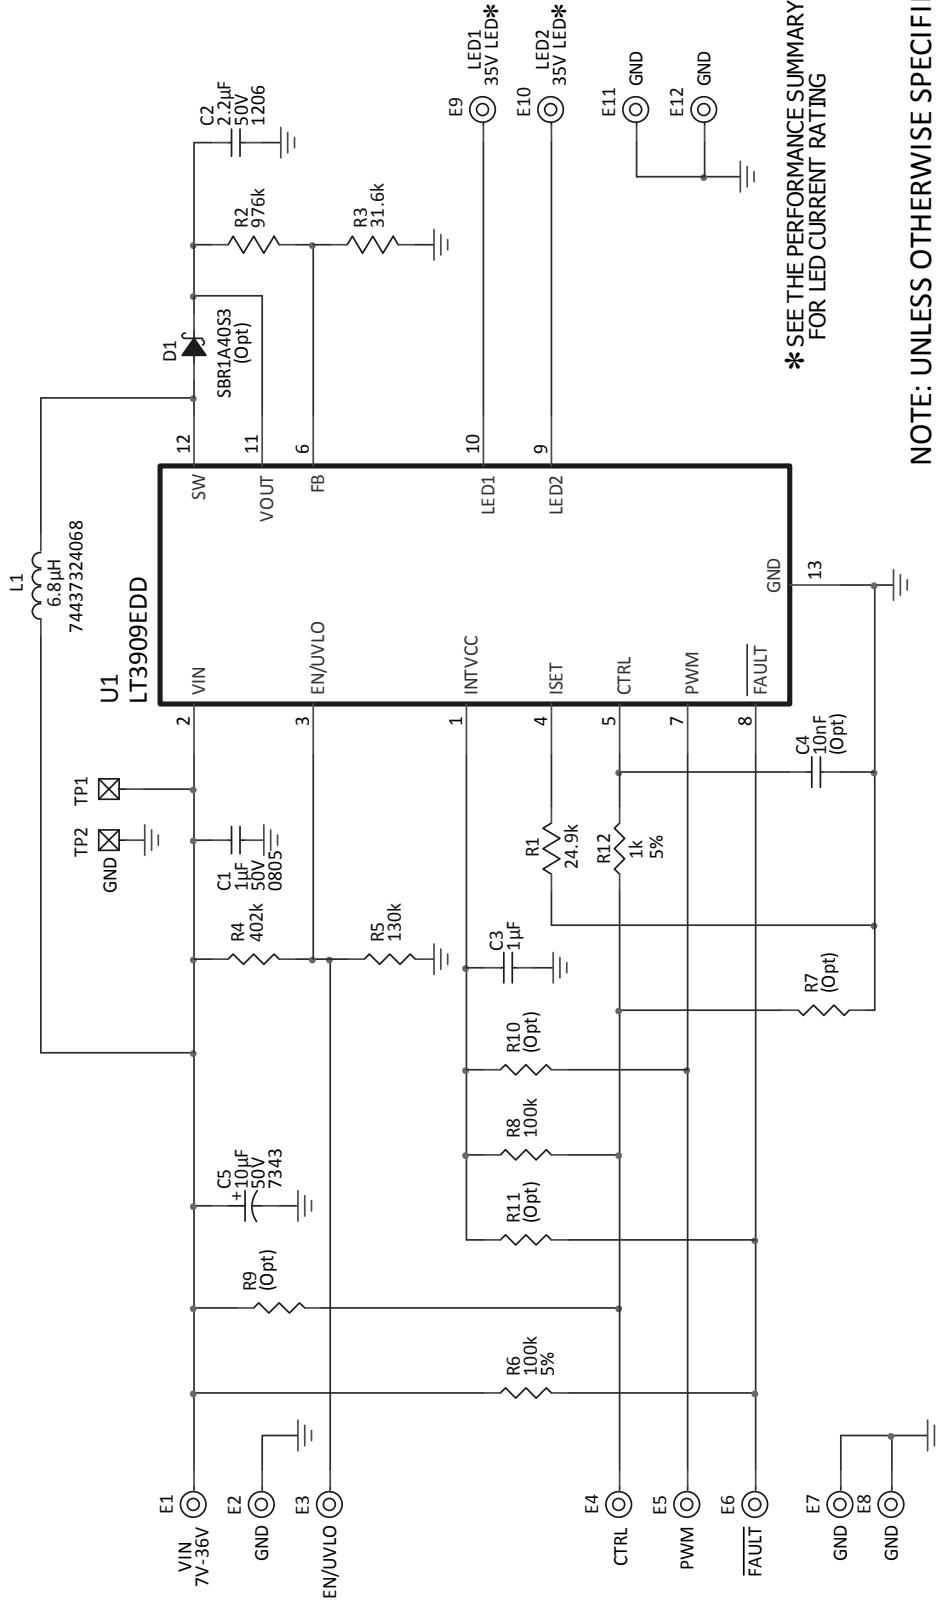 L1
6.8µH
74437324068
U1
LT3909EDD
TP2
GND
TP1
E1
VIN
7V-36V
E2
GND
E3
EN/UVLO
R9
(Opt)
C5
+
10µF
50V
7343
R4
402k
C1
1µF
50V
0805
R5
130k
2
VIN
3
EN/UVLO
1
INTVCC
4
ISET
5
CTRL
7
PWM
8
FAULT
SW
12
VOUT
11
FB
6
LED1
10
LED2
9
GND
13
D1
SBR1A40S3
(Opt)
R2
976k
R3
31.6k
C2
2.2µF
50V
1206
E9
LED1
35V LED*
E10
LED2
35V LED*
E11
GND
E12
GND
R6
100k
5%
R11
(Opt)
R8
100k
R10
(Opt)
C3
1µF
R1
24.9k
R12
1k
5%
R7
(Opt)
C4
10nF
(Opt)
E4
CTRL
E5
PWM
E6
FAULT
E7
GND
E8
GND
* SEE THE PERFORMANCE SUMMARY
FOR LED CURRENT RATING
NOTE: UNLESS OTHERWISE SPECIFI